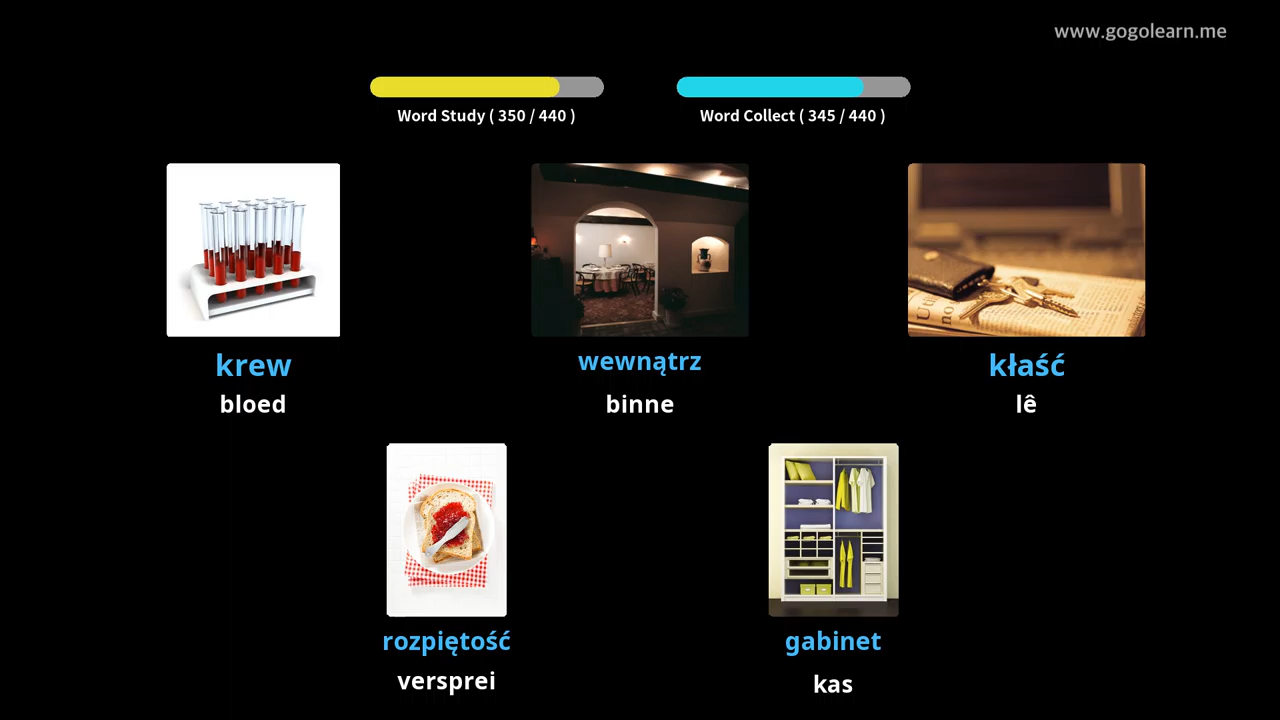 www.gogolearn.me
Word Study ( 350 / 440 )
Word Collect ( 345 / 440 )
krew
bloed
wewnątrz
binne
kłaść
lê
rozpiętość
versprei
gabinet
kas